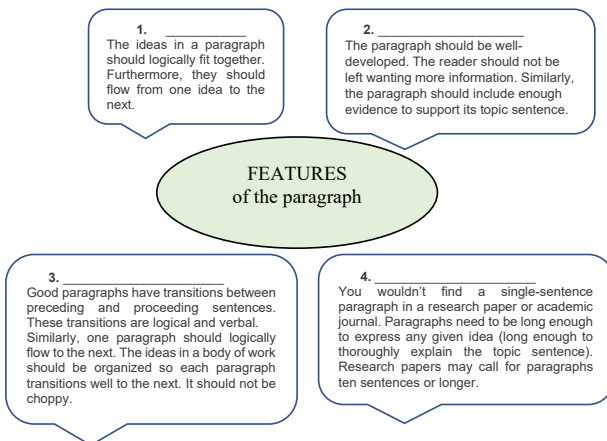 1. ___________
The ideas in a paragraph
should logically fit together.
Furthermore, they should
flow from one idea to the
next.
2. ____________________
The paragraph should be well-
developed. The reader should not be
left wanting more information. Similarly,
the paragraph should include enough
evidence to support its topic sentence.
FEATURES
of the paragraph
3. ______________________
Good paragraphs have transitions between
preceding and proceeding sentences.
These transitions are logical and verbal.
Similarly, one paragraph should logically
flow to the next. The ideas in a body of work
should be organized so each paragraph
transitions well to the next. It should not be
choppy.
4. ______________________
You wouldn’t find a single-sentence
paragraph in a research paper or academic
journal. Paragraphs need to be long enough
to express any given idea (long enough to
thoroughly explain the topic sentence).
Research papers may call for paragraphs
ten sentences or longer.